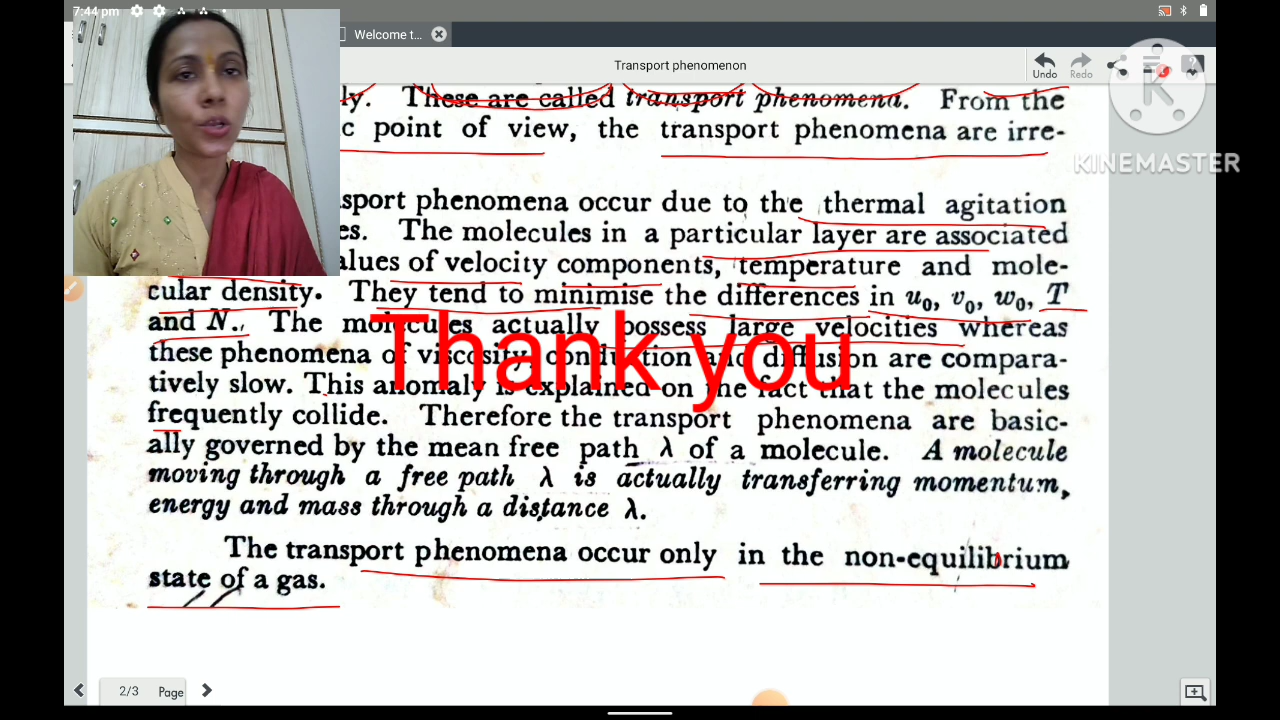 7:44 pm
Welcome t...
Transport phenomenon
Undo
Redo
KINEMASTER
ly. These are called transport phenomena. From the
c point of view, the transport phenomena are irre-
sport phenomena occur due to the thermal agitation
es. The molecules in a particular layer are associated
alues of velocity components, temperature and mole-
cular density. They tend to minimise the differences in u₀, v₀, w₀, T
and N. The molecules actually possess large velocities whereas
these phenomena of viscosity, conduction and diffusion are compara-
tively slow. This anomaly is explained on the fact that the molecules
frequently collide. Therefore the transport phenomena are basic-
ally governed by the mean free path λ of a molecule. A molecule
moving through a free path λ is actually transferring momentum,
energy and mass through a distance λ.
Thank you
The transport phenomena occur only in the non-equilibrium
state of a gas.
2/3 Page